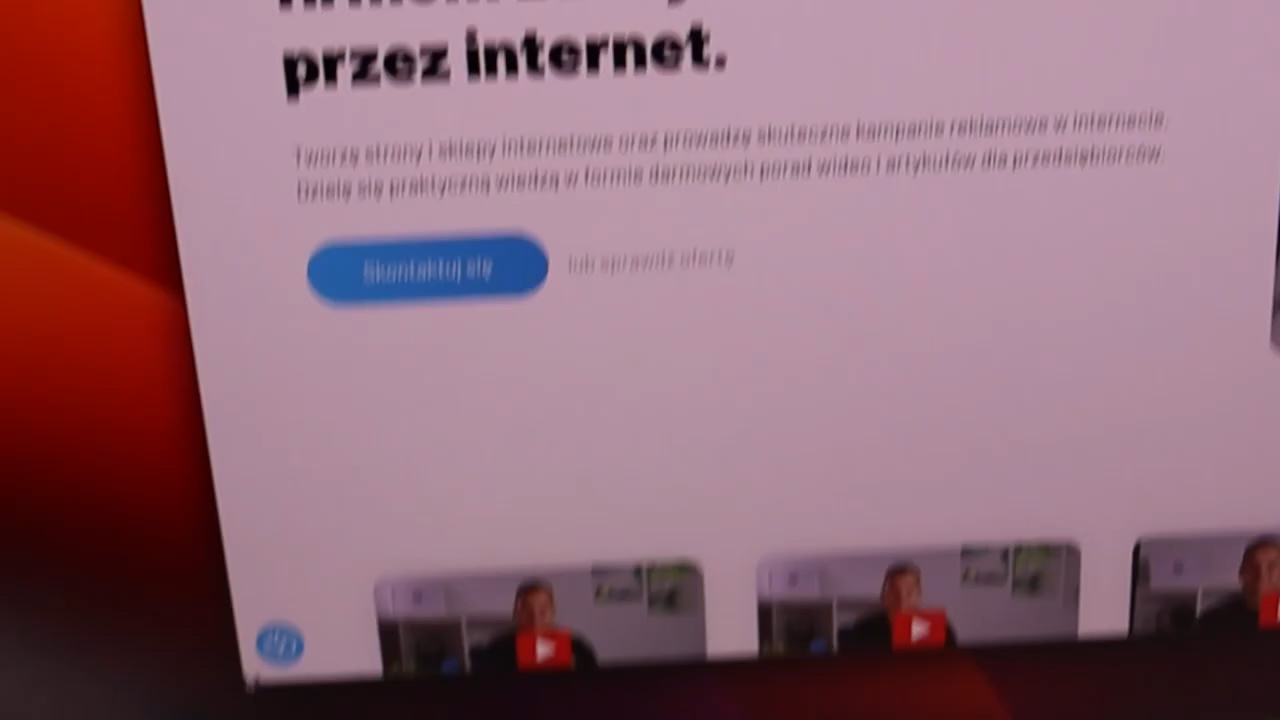 przez internet.
Tworzę strony i sklepy internetowe oraz prowadzę skuteczne kampanie reklamowe w internecie.
Dzielę się praktyczną wiedzą w formie darmowych porad wideo i artykułów dla przedsiębiorców.
Skontaktuj się
lub sprawdź ofertę